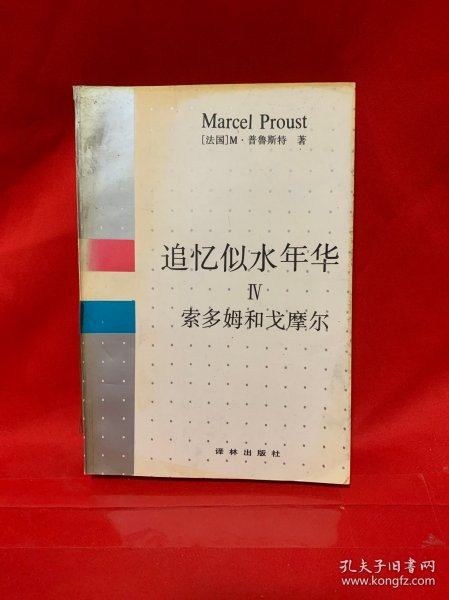 Marcel Proust
[法国]M·普鲁斯特 著
追忆似水年华
Ⅳ
索多姆和戈摩尔
译林出版社
孔夫子旧书网
www.kongfz.com